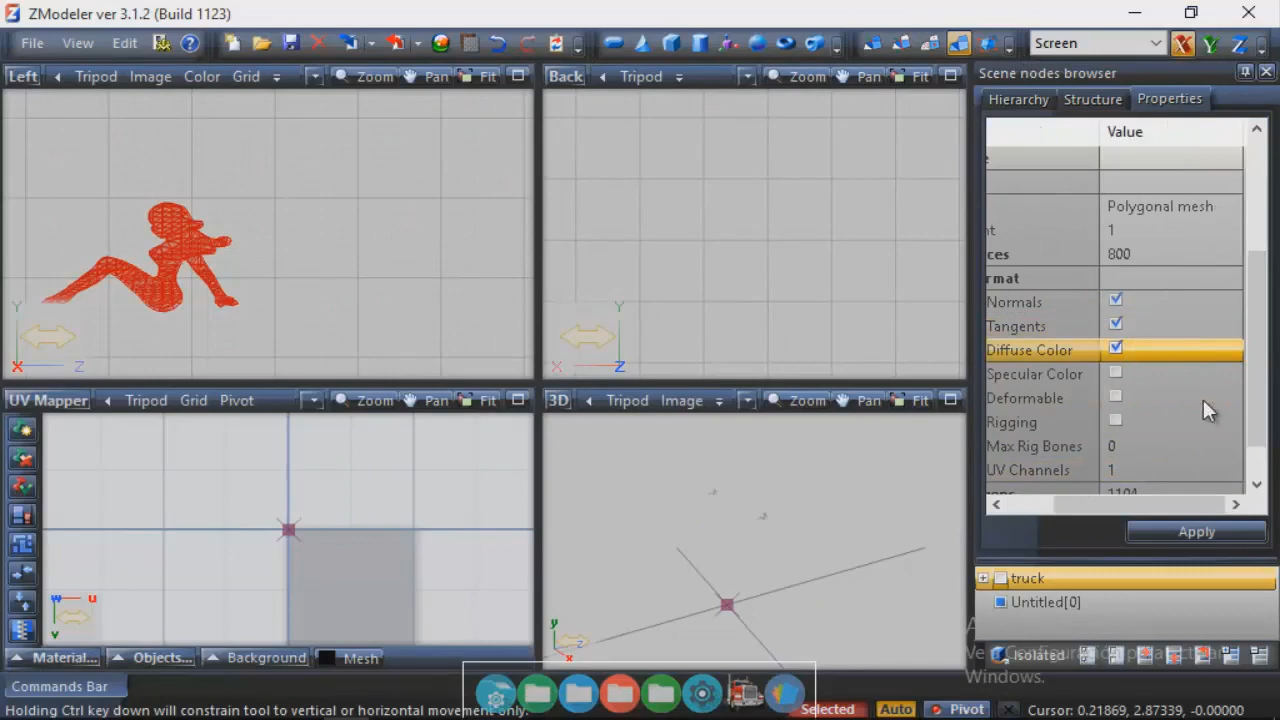 ZModeler ver 3.1.2 (Build 1123)
File View Edit Screen X Y Z
Left Tripod Image Color Grid Zoom Pan Fit
Back Tripod Zoom Pan Fit
Scene nodes browser
Hierarchy Structure Properties
Value
Polygonal mesh
1
800
Normals
Tangents
Diffuse Color
Specular Color
Deformable
Rigging
Max Rig Bones 0
UV Channels 1
Apply
truck
Untitled[0]
Y
X Z
Y
X Z
UV Mapper Tripod Grid Pivot Zoom Pan Fit
3D Tripod Image Zoom Pan Fit
w u
v
y
z
x
Material... Objects... Background Mesh
Isolated
Windows.
Commands Bar
Holding Ctrl key down will constrain tool to vertical or horizontal movement only.
Selected Auto Pivot Cursor: 0.21869, 2.87339, -0.00000